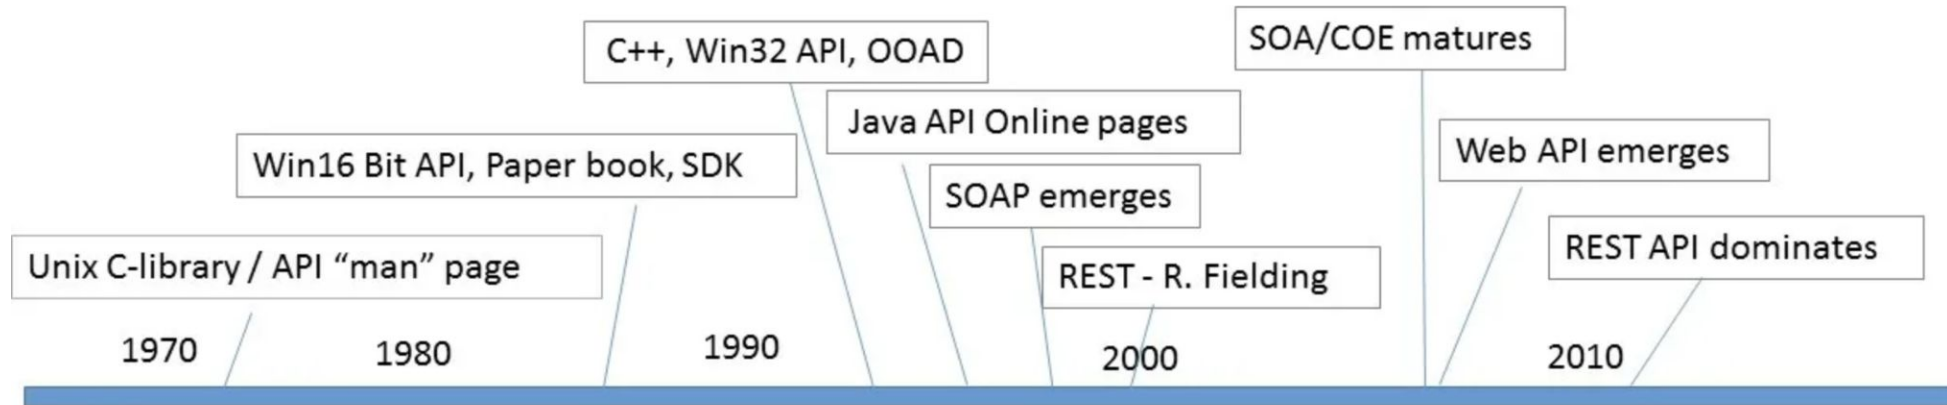 C++, Win32 API, OOAD
SOA/COE matures
Java API Online pages
Web API emerges
Win16 Bit API, Paper book, SDK
SOAP emerges
REST API dominates
Unix C-library / API “man” page
REST - R. Fielding
1970
1980
1990
2000
2010